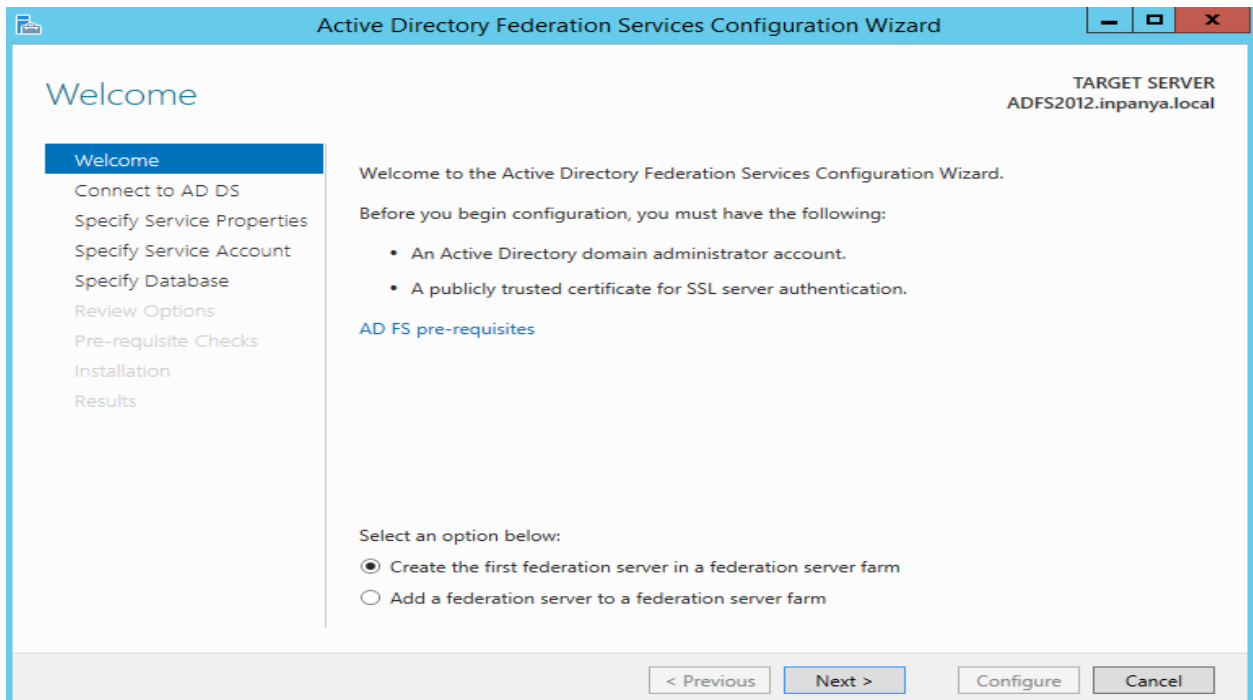 Active Directory Federation Services Configuration Wizard
Welcome
TARGET SERVER
ADFS2012.inpanya.local
Welcome
Connect to AD DS
Specify Service Properties
Specify Service Account
Specify Database
Review Options
Pre-requisite Checks
Installation
Results
Welcome to the Active Directory Federation Services Configuration Wizard.
Before you begin configuration, you must have the following:
• An Active Directory domain administrator account.
• A publicly trusted certificate for SSL server authentication.
AD FS pre-requisites
Select an option below:
Create the first federation server in a federation server farm
Add a federation server to a federation server farm
< Previous Next > Configure Cancel